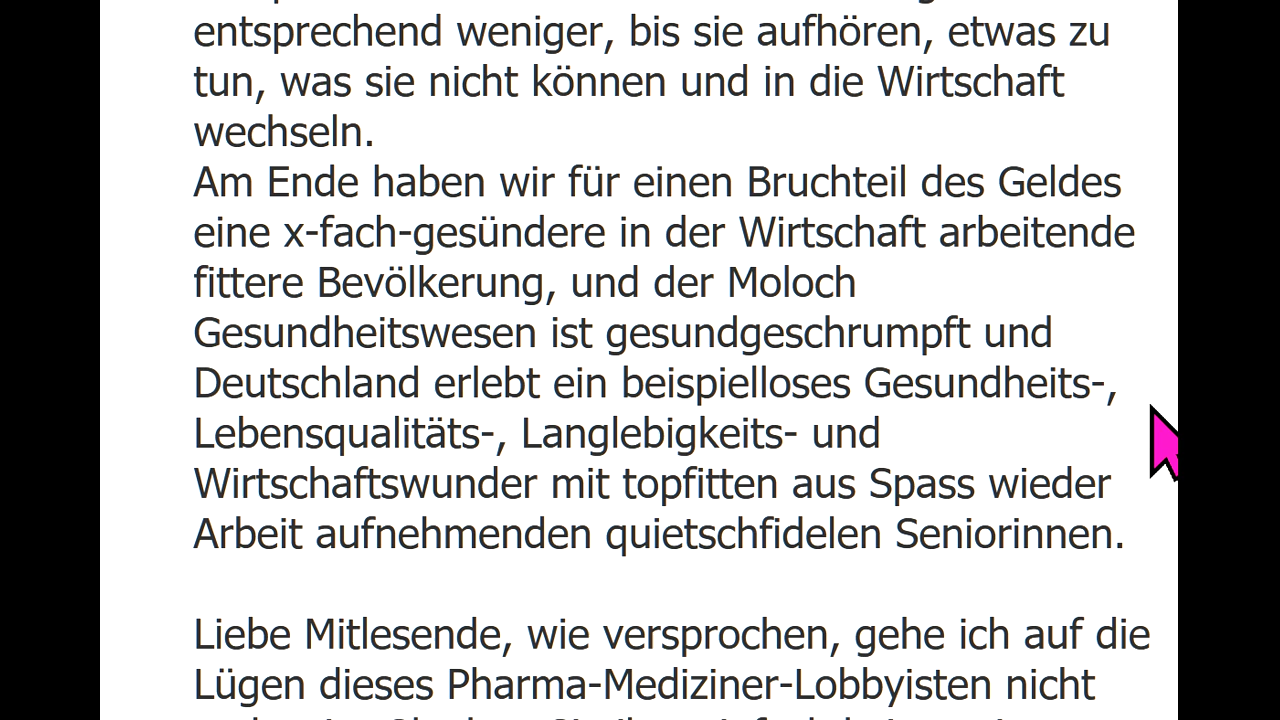 entsprechend weniger, bis sie aufhören, etwas zu
tun, was sie nicht können und in die Wirtschaft
wechseln.
Am Ende haben wir für einen Bruchteil des Geldes
eine x-fach-gesündere in der Wirtschaft arbeitende
fittere Bevölkerung, und der Moloch
Gesundheitswesen ist gesundgeschrumpft und
Deutschland erlebt ein beispielloses Gesundheits-,
Lebensqualitäts-, Langlebigkeits- und
Wirtschaftswunder mit topfitten aus Spass wieder
Arbeit aufnehmenden quietschfidelen Seniorinnen.
Liebe Mitlesende, wie versprochen, gehe ich auf die
Lügen dieses Pharma-Mediziner-Lobbyisten nicht